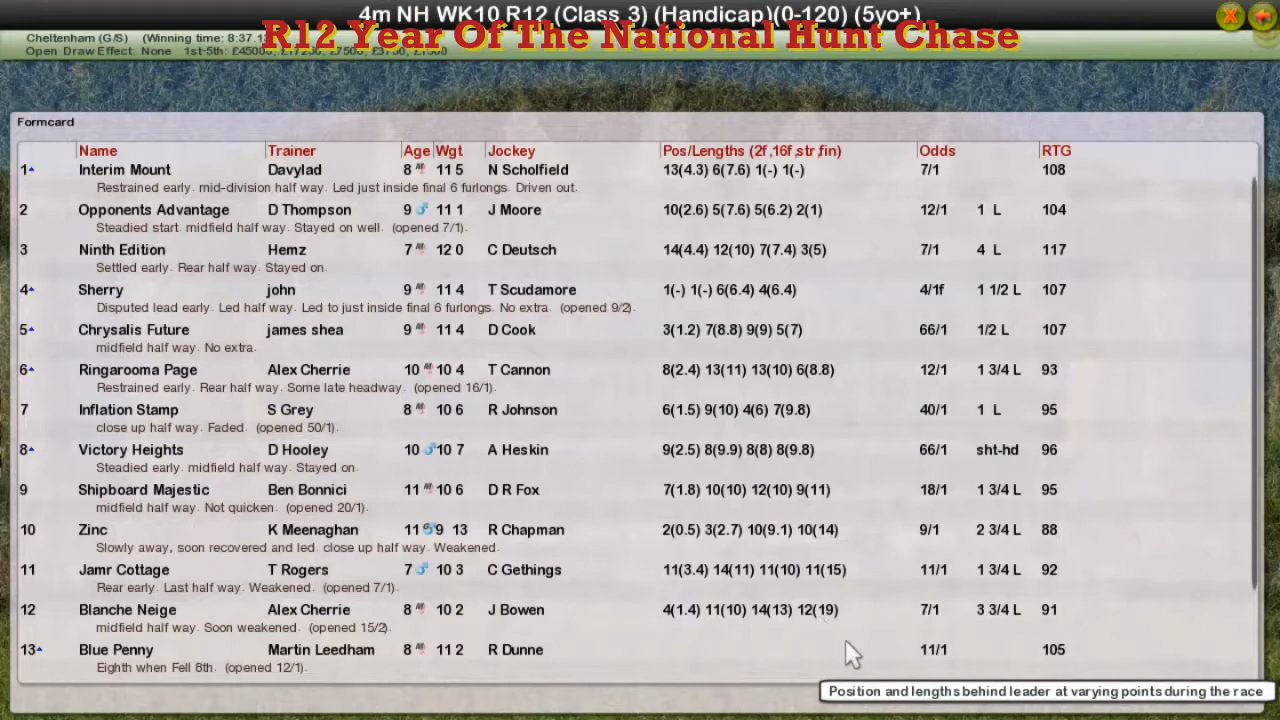 4m NH WK10 R12 (Class 3) (Handicap)(0-120) (5yo+)
R12 Year Of The National Hunt Chase
Cheltenham (G/S) (Winning time: 8:37.1
Open Draw Effect: None 1st-5th: £45000, £17250, £7500, £3750, £1500
Formcard
Name Trainer Age Wgt Jockey Pos/Lengths (2f,16f,str,fin) Odds RTG
1 Interim Mount Davylad 8 11 5 N Scholfield 13(4.3) 6(7.6) 1(-) 1(-) 7/1 108
Restrained early. mid-division half way. Led just inside final 6 furlongs. Driven out.
2 Opponents Advantage D Thompson 9 11 1 J Moore 10(2.6) 5(7.6) 5(6.2) 2(1) 12/1 1 L 104
Steadied start. midfield half way. Stayed on well. (opened 7/1).
3 Ninth Edition Hemz 7 12 0 C Deutsch 14(4.4) 12(10) 7(7.4) 3(5) 7/1 4 L 117
Settled early. Rear half way. Stayed on.
4 Sherry john 9 11 4 T Scudamore 1(-) 1(-) 6(6.4) 4(6.4) 4/1f 1 1/2 L 107
Disputed lead early. Led half way. Led to just inside final 6 furlongs. No extra. (opened 9/2).
5 Chrysalis Future james shea 9 11 4 D Cook 3(1.2) 7(8.8) 9(9) 5(7) 66/1 1/2 L 107
midfield half way. No extra.
6 Ringarooma Page Alex Cherrie 10 10 4 T Cannon 8(2.4) 13(11) 13(10) 6(8.8) 12/1 1 3/4 L 93
Restrained early. Rear half way. Some late headway. (opened 16/1).
7 Inflation Stamp S Grey 8 10 6 R Johnson 6(1.5) 9(10) 4(6) 7(9.8) 40/1 1 L 95
close up half way. Faded. (opened 50/1).
8 Victory Heights D Hooley 10 10 7 A Heskin 9(2.5) 8(9.9) 8(8) 8(9.8) 66/1 sht-hd 96
Steadied early. midfield half way. Stayed on.
9 Shipboard Majestic Ben Bonnici 11 10 6 D R Fox 7(1.8) 10(10) 12(10) 9(11) 18/1 1 3/4 L 95
midfield half way. Not quicken. (opened 20/1).
10 Zinc K Meenaghan 11 9 13 R Chapman 2(0.5) 3(2.7) 10(9.1) 10(14) 9/1 2 3/4 L 88
Slowly away, soon recovered and led. close up half way. Weakened.
11 Jamr Cottage T Rogers 7 10 3 C Gethings 11(3.4) 14(11) 11(10) 11(15) 11/1 1 3/4 L 92
Rear early. Last half way. Weakened. (opened 7/1).
12 Blanche Neige Alex Cherrie 8 10 2 J Bowen 4(1.4) 11(10) 14(13) 12(19) 7/1 3 3/4 L 91
midfield half way. Soon weakened. (opened 15/2).
13 Blue Penny Martin Leedham 8 11 2 R Dunne 11/1 105
Eighth when Fell 8th. (opened 12/1).
Position and lengths behind leader at varying points during the race